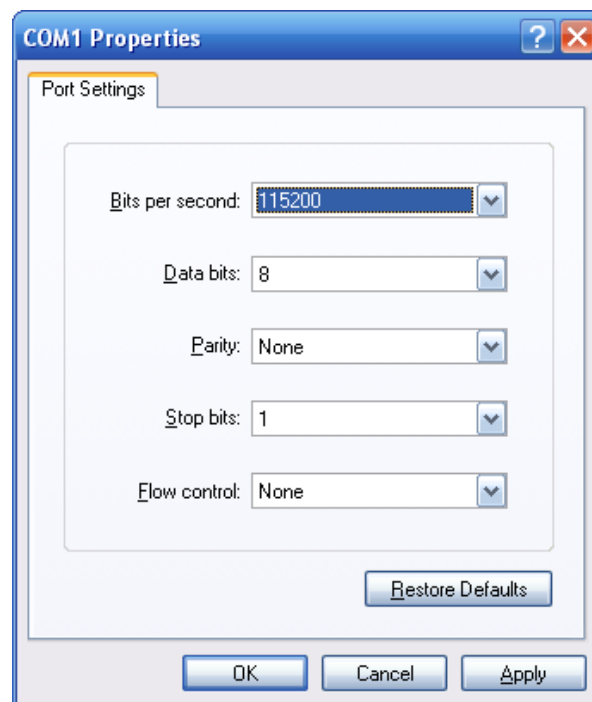 COM1 Properties
Port Settings
Bits per second: 115200
Data bits: 8
Parity: None
Stop bits: 1
Flow control: None
Restore Defaults
OK Cancel Apply